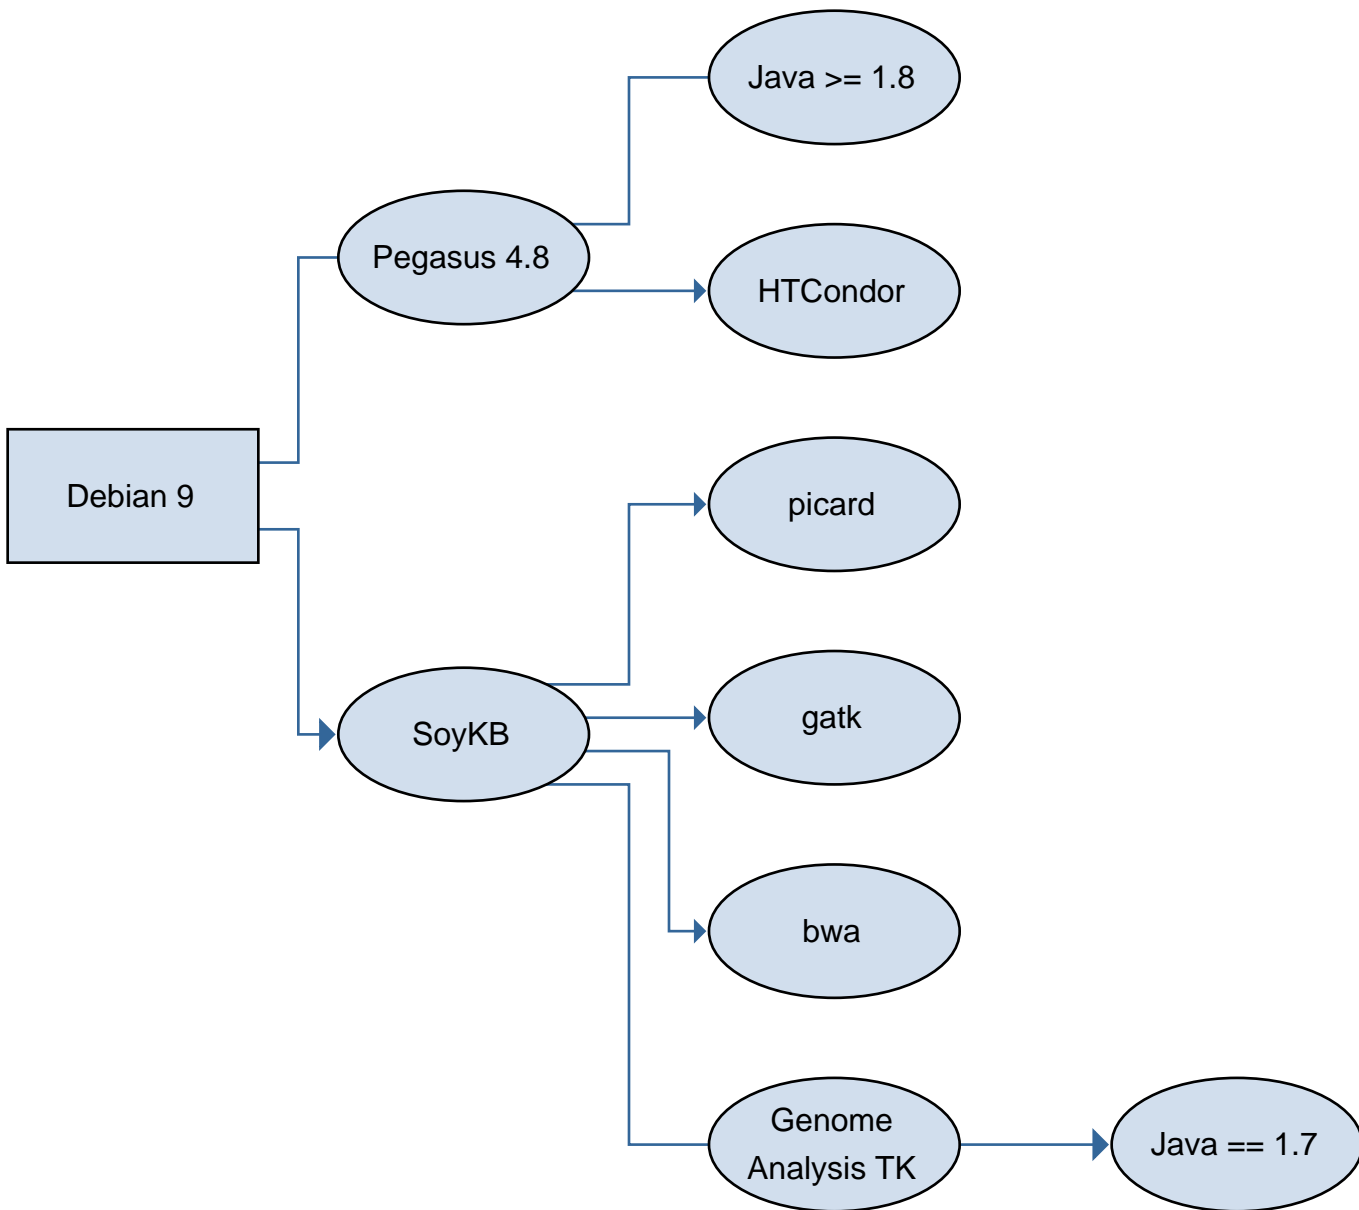 Java >= 1.8
Pegasus 4.8
HTCondor
Debian 9
picard
SoyKB
gatk
bwa
Genome
Analysis TK
Java == 1.7